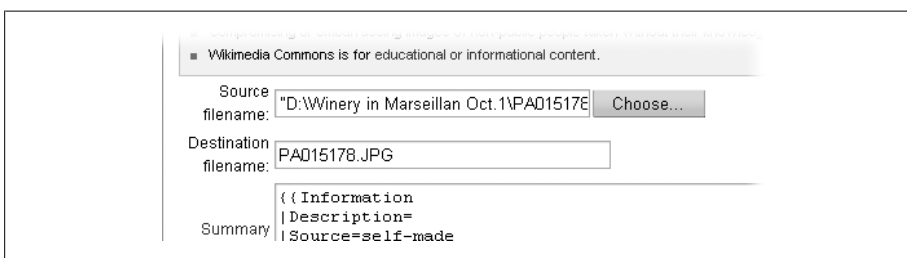 Wikimedia Commons is for educational or informational content.
Source filename: "D:\Winery in Marseillan Oct.1\PA015178 Choose...
Destination filename: PA015178.JPG
Summary
{{Information
|Description=
|Source=self-made